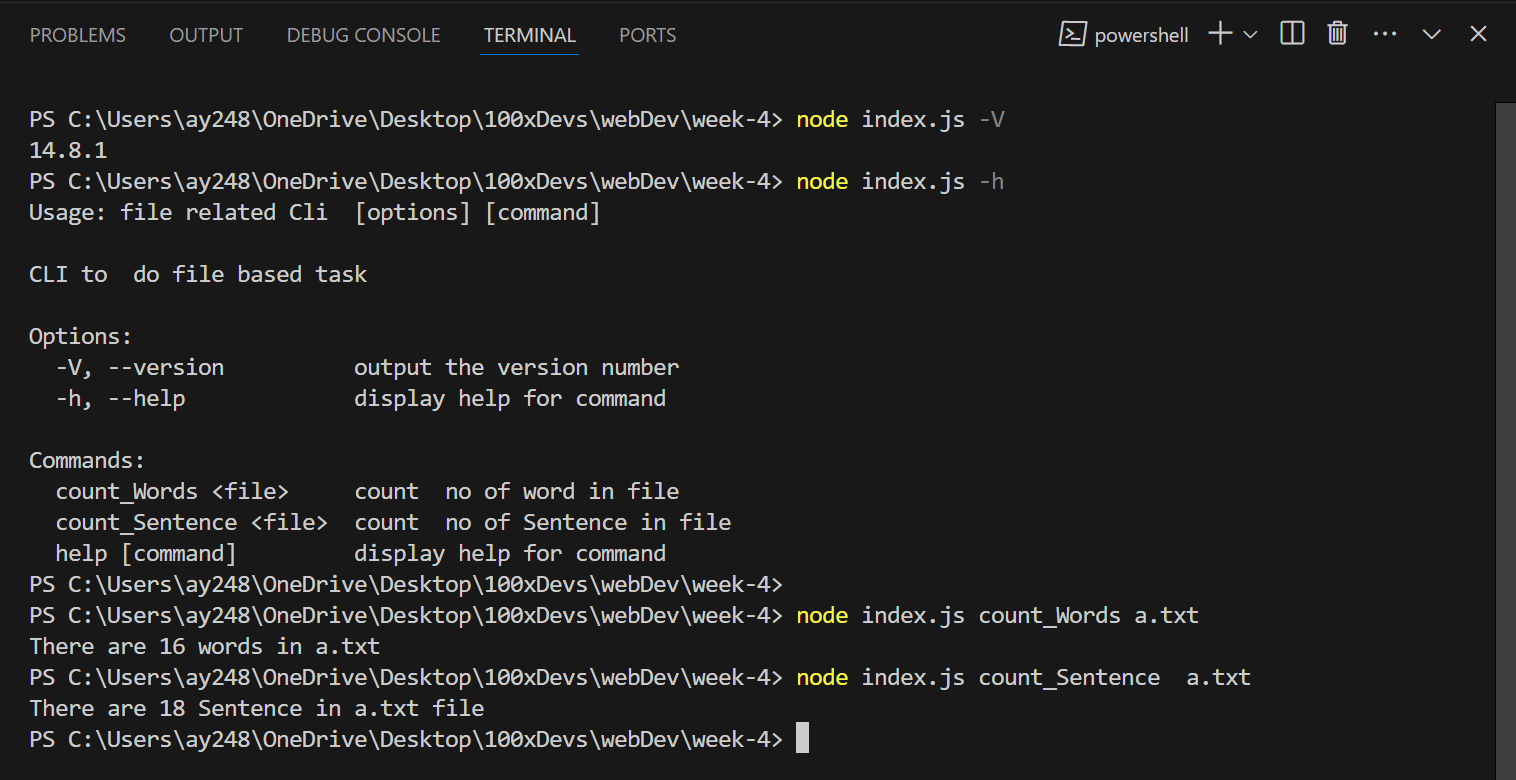 PROBLEMS OUTPUT DEBUG CONSOLE TERMINAL PORTS powershell
PS C:\Users\ay248\OneDrive\Desktop\100xDevs\webDev\week-4> node index.js -V
14.8.1
PS C:\Users\ay248\OneDrive\Desktop\100xDevs\webDev\week-4> node index.js -h
Usage: file related Cli  [options] [command]
CLI to  do file based task
Options:
  -V, --version          output the version number
  -h, --help             display help for command
Commands:
  count_Words <file>     count  no of word in file
  count_Sentence <file>  count  no of Sentence in file
  help [command]         display help for command
PS C:\Users\ay248\OneDrive\Desktop\100xDevs\webDev\week-4>
PS C:\Users\ay248\OneDrive\Desktop\100xDevs\webDev\week-4> node index.js count_Words a.txt
There are 16 words in a.txt
PS C:\Users\ay248\OneDrive\Desktop\100xDevs\webDev\week-4> node index.js count_Sentence  a.txt
There are 18 Sentence in a.txt file
PS C:\Users\ay248\OneDrive\Desktop\100xDevs\webDev\week-4>